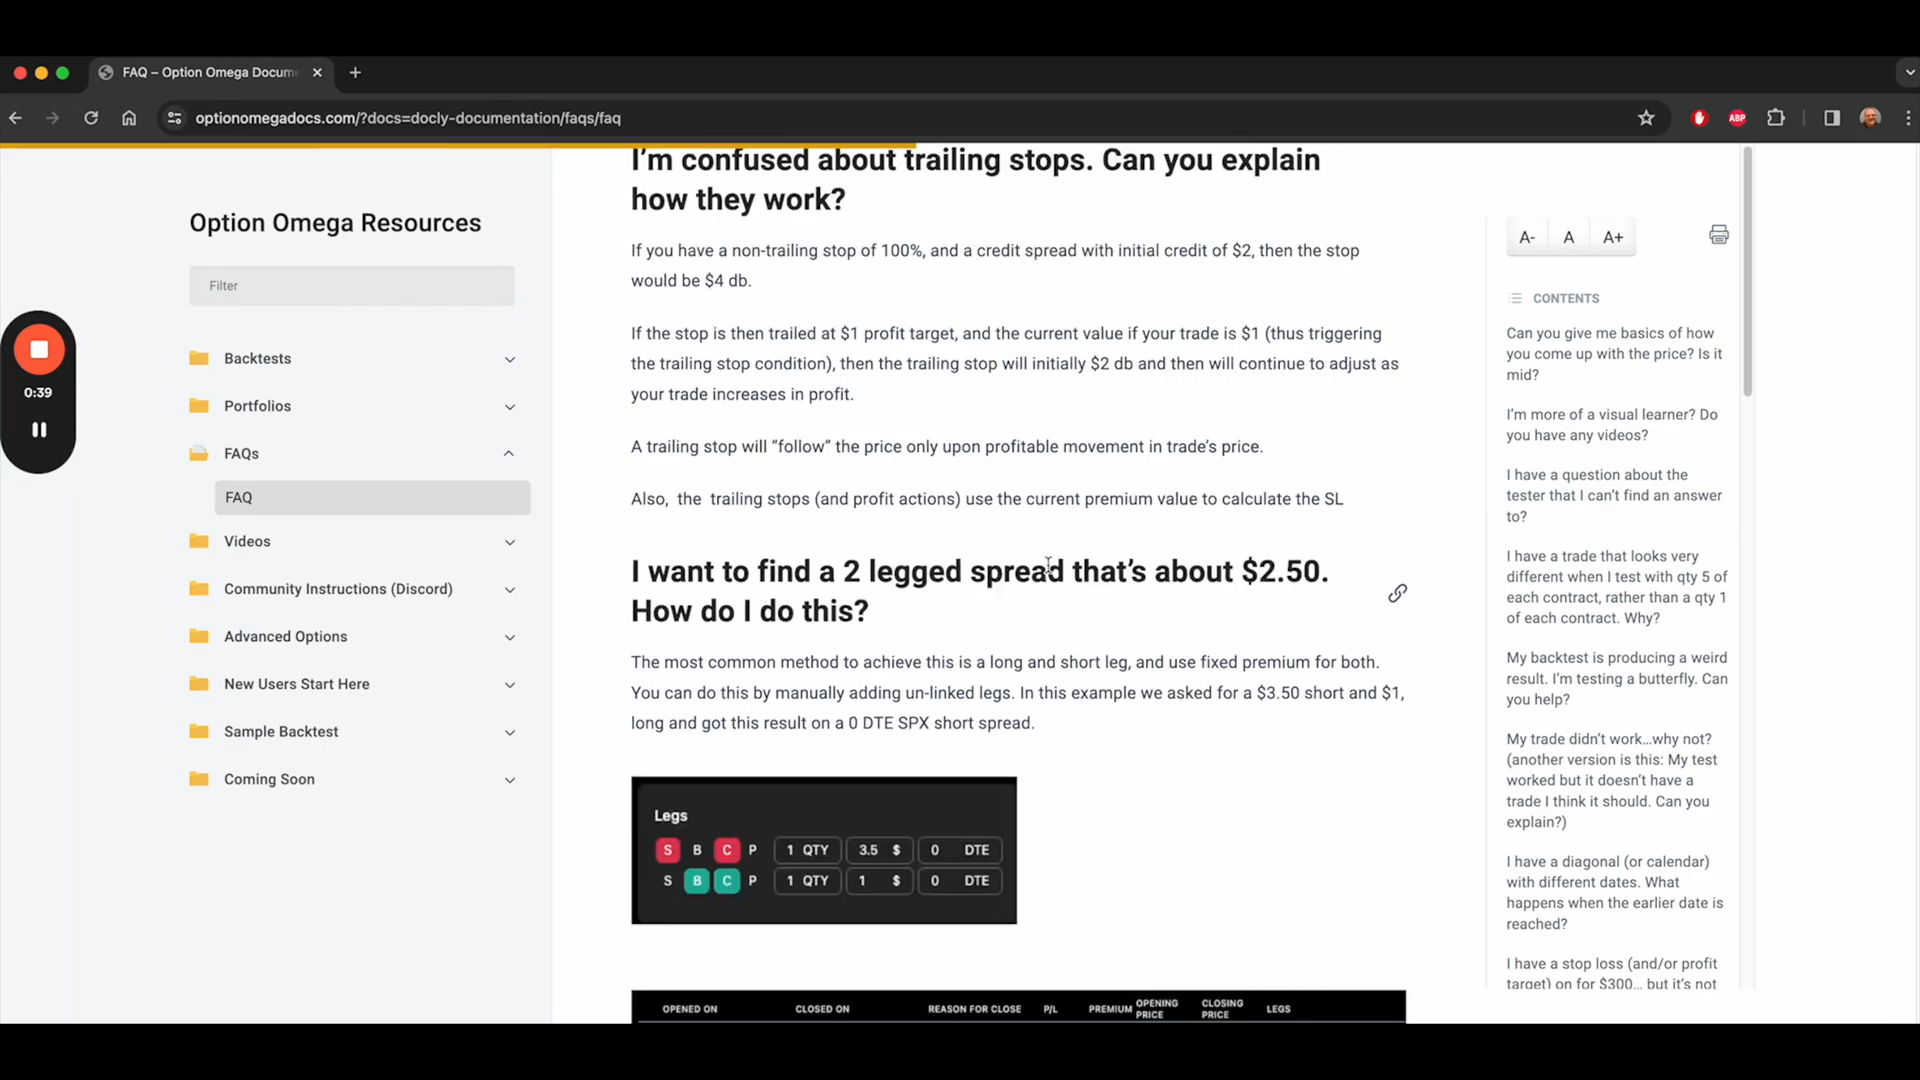 FAQ – Option Omega Docum
optionomegadocs.com/?docs=docly-documentation/faqs/faq
ABP
0:39
Option Omega Resources
Filter
Backtests
Portfolios
FAQs
FAQ
Videos
Community Instructions (Discord)
Advanced Options
New Users Start Here
Sample Backtest
Coming Soon
I’m confused about trailing stops. Can you explain
how they work?
If you have a non-trailing stop of 100%, and a credit spread with initial credit of $2, then the stop
would be $4 db.
If the stop is then trailed at $1 profit target, and the current value if your trade is $1 (thus triggering
the trailing stop condition), then the trailing stop will initially $2 db and then will continue to adjust as
your trade increases in profit.
A trailing stop will “follow” the price only upon profitable movement in trade’s price.
Also, the trailing stops (and profit actions) use the current premium value to calculate the SL
I want to find a 2 legged spread that’s about $2.50.
How do I do this?
The most common method to achieve this is a long and short leg, and use fixed premium for both.
You can do this by manually adding un-linked legs. In this example we asked for a $3.50 short and $1,
long and got this result on a 0 DTE SPX short spread.
Legs
S B C P 1 QTY 3.5 $ 0 DTE
S B C P 1 QTY 1 $ 0 DTE
OPENED ON CLOSED ON REASON FOR CLOSE P/L PREMIUM OPENING PRICE CLOSING PRICE LEGS
A- A A+
CONTENTS
Can you give me basics of how
you come up with the price? Is it
mid?
I’m more of a visual learner? Do
you have any videos?
I have a question about the
tester that I can’t find an answer
to?
I have a trade that looks very
different when I test with qty 5 of
each contract, rather than a qty 1
of each contract. Why?
My backtest is producing a weird
result. I’m testing a butterfly. Can
you help?
My trade didn’t work…why not?
(another version is this: My test
worked but it doesn’t have a
trade I think it should. Can you
explain?)
I have a diagonal (or calendar)
with different dates. What
happens when the earlier date is
reached?
I have a stop loss (and/or profit
target) on for $300… but it’s not